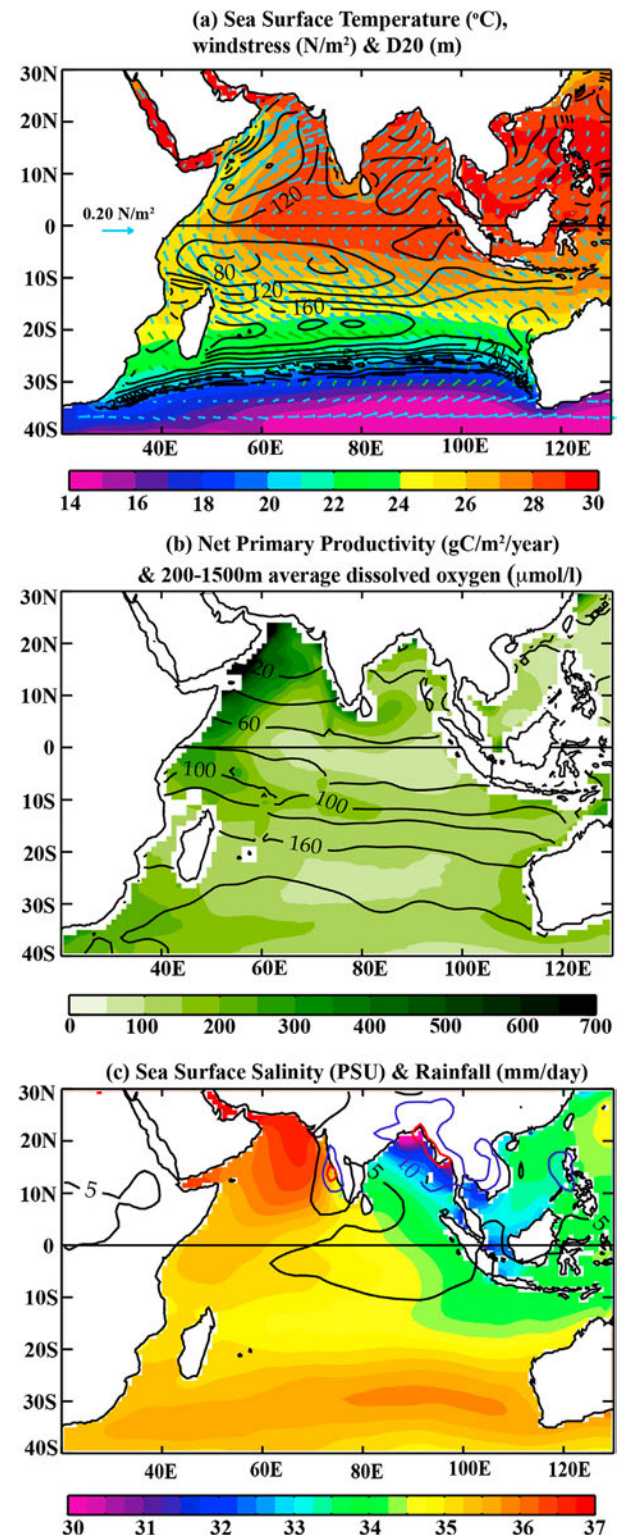 (a) Sea Surface Temperature (ºC),
windstress (N/m²) & D20 (m)
30N
20N
10N
0
10S
20S
30S
40S
0.20 N/m²
120
80
120
160
120
40E 60E 80E 100E 120E
14 16 18 20 22 24 26 28 30
(b) Net Primary Productivity (gC/m²/year)
& 200-1500m average dissolved oxygen (μmol/l)
30N
20N
10N
0
10S
20S
30S
40S
20
60
100
100
160
40E 60E 80E 100E 120E
0 100 200 300 400 500 600 700
(c) Sea Surface Salinity (PSU) & Rainfall (mm/day)
30N
20N
10N
0
10S
20S
30S
40S
5
5
10
5
40E 60E 80E 100E 120E
30 31 32 33 34 35 36 37